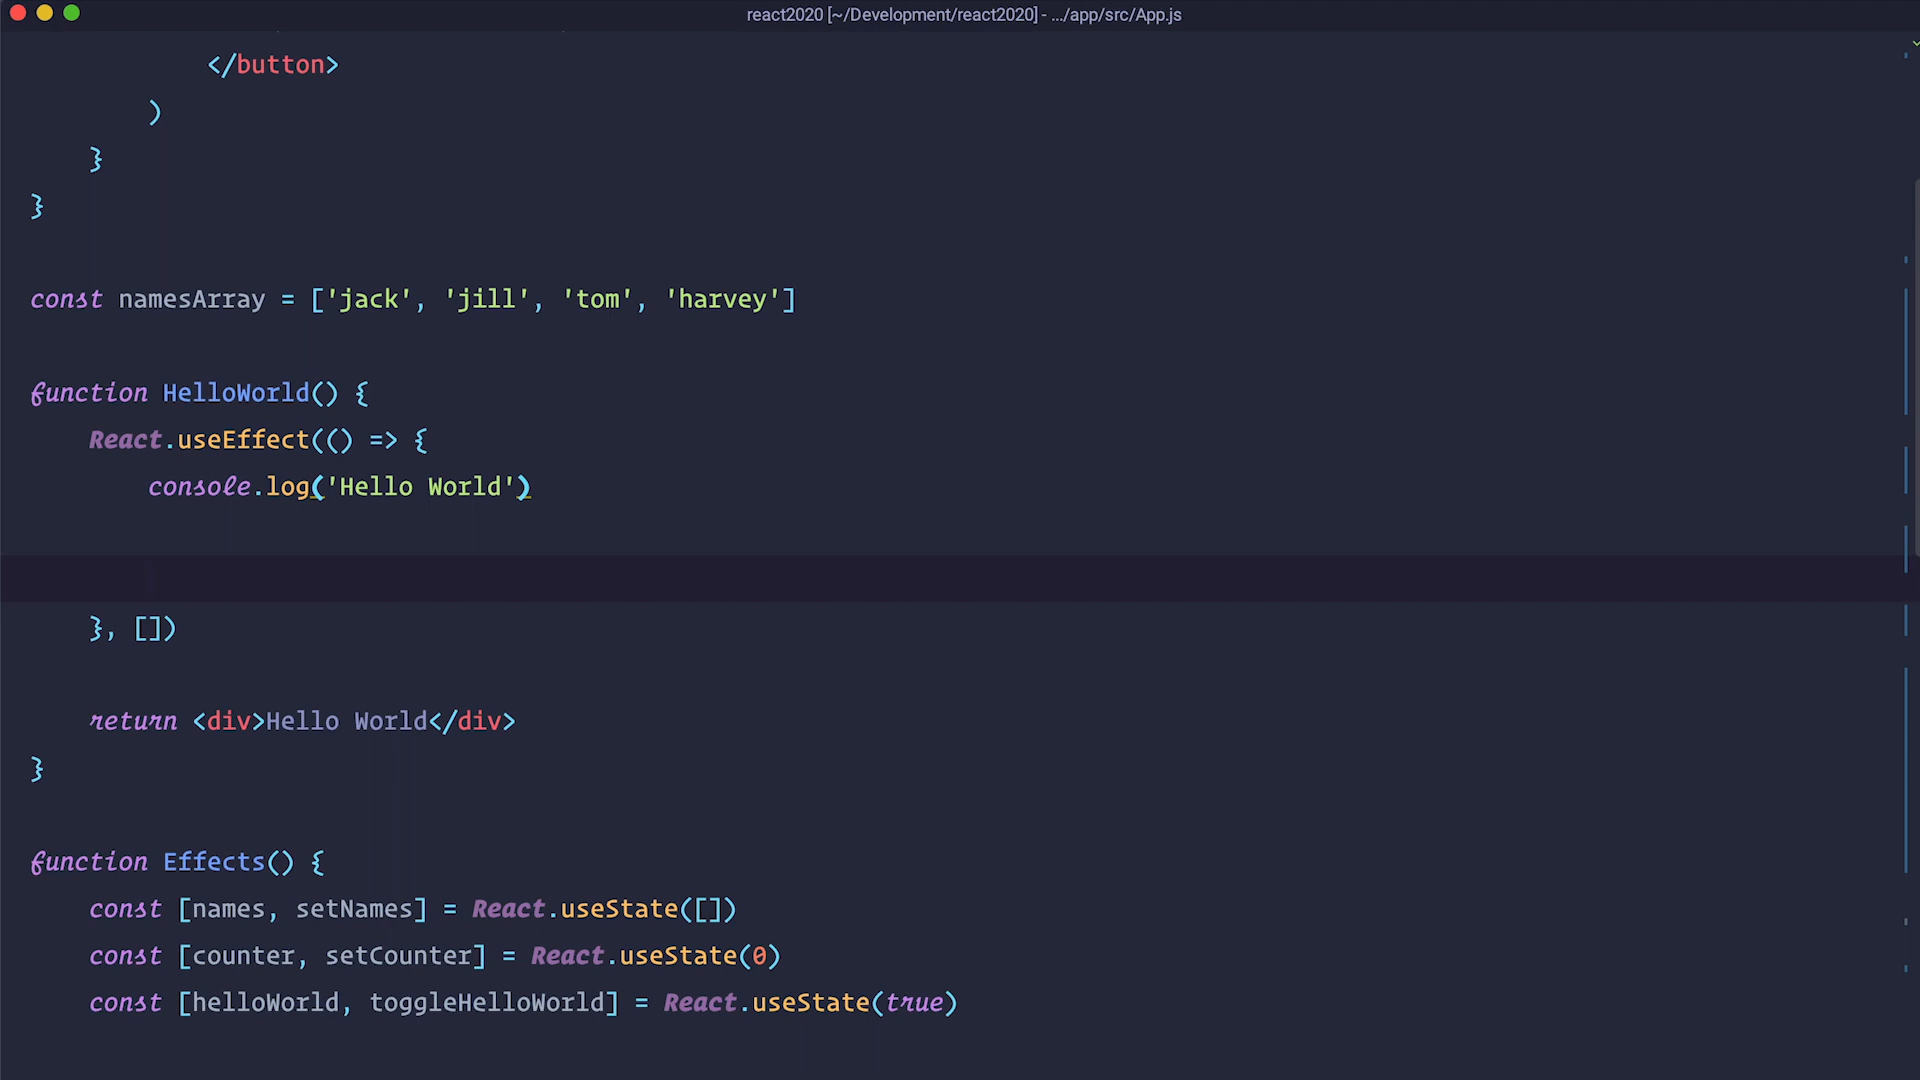 react2020 [~/Development/react2020] - .../app/src/App.js
</button>
)
}
}
const namesArray = ['jack', 'jill', 'tom', 'harvey']
function HelloWorld() {
React.useEffect(() => {
console.log('Hello World')
}, [])
return <div>Hello World</div>
}
function Effects() {
const [names, setNames] = React.useState([])
const [counter, setCounter] = React.useState(0)
const [helloWorld, toggleHelloWorld] = React.useState(true)